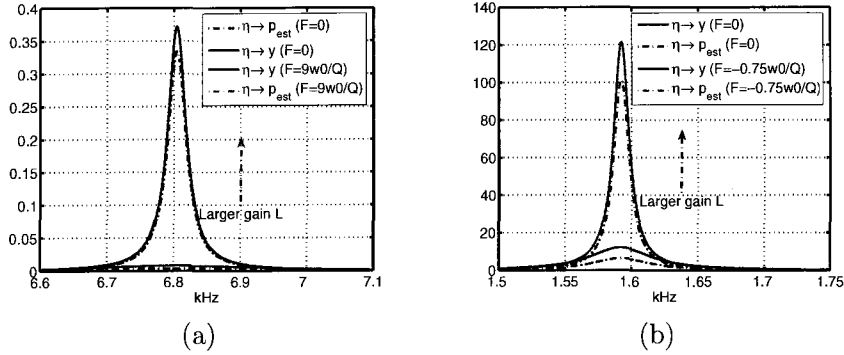 0.4
0.35
0.3
0.25
0.2
0.15
0.1
0.05
0
6.6
6.7
6.8
6.9
7
7.1
kHz
η→ p_est (F=0)
η→ y (F=0)
η→ y (F=9w0/Q)
η→ p_est (F=9w0/Q)
Larger gain L
(a)
140
120
100
80
60
40
20
0
1.5
1.55
1.6
1.65
1.7
1.75
kHz
η→ y (F=0)
η→ p_est (F=0)
η→ y (F=−0.75w0/Q)
η→ p_est (F=−0.75w0/Q)
Larger gain L
(b)